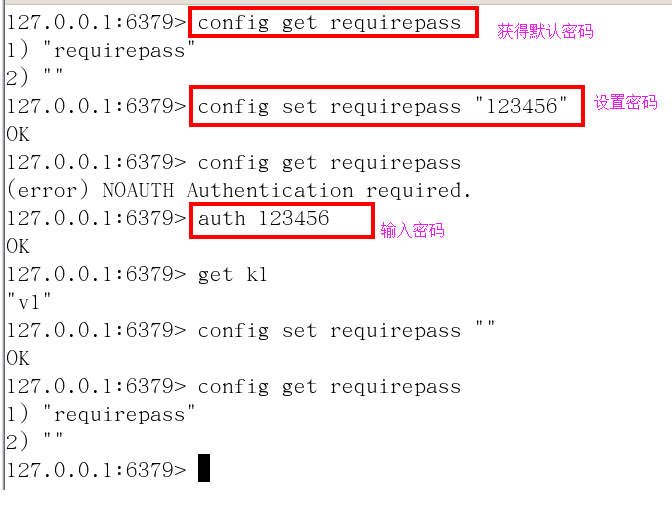 127.0.0.1:6379> config get requirepass 获得默认密码
1) "requirepass"
2) ""
127.0.0.1:6379> config set requirepass "123456" 设置密码
OK
127.0.0.1:6379> config get requirepass
(error) NOAUTH Authentication required.
127.0.0.1:6379> auth 123456 输入密码
OK
127.0.0.1:6379> get k1
"v1"
127.0.0.1:6379> config set requirepass ""
OK
127.0.0.1:6379> config get requirepass
1) "requirepass"
2) ""
127.0.0.1:6379>